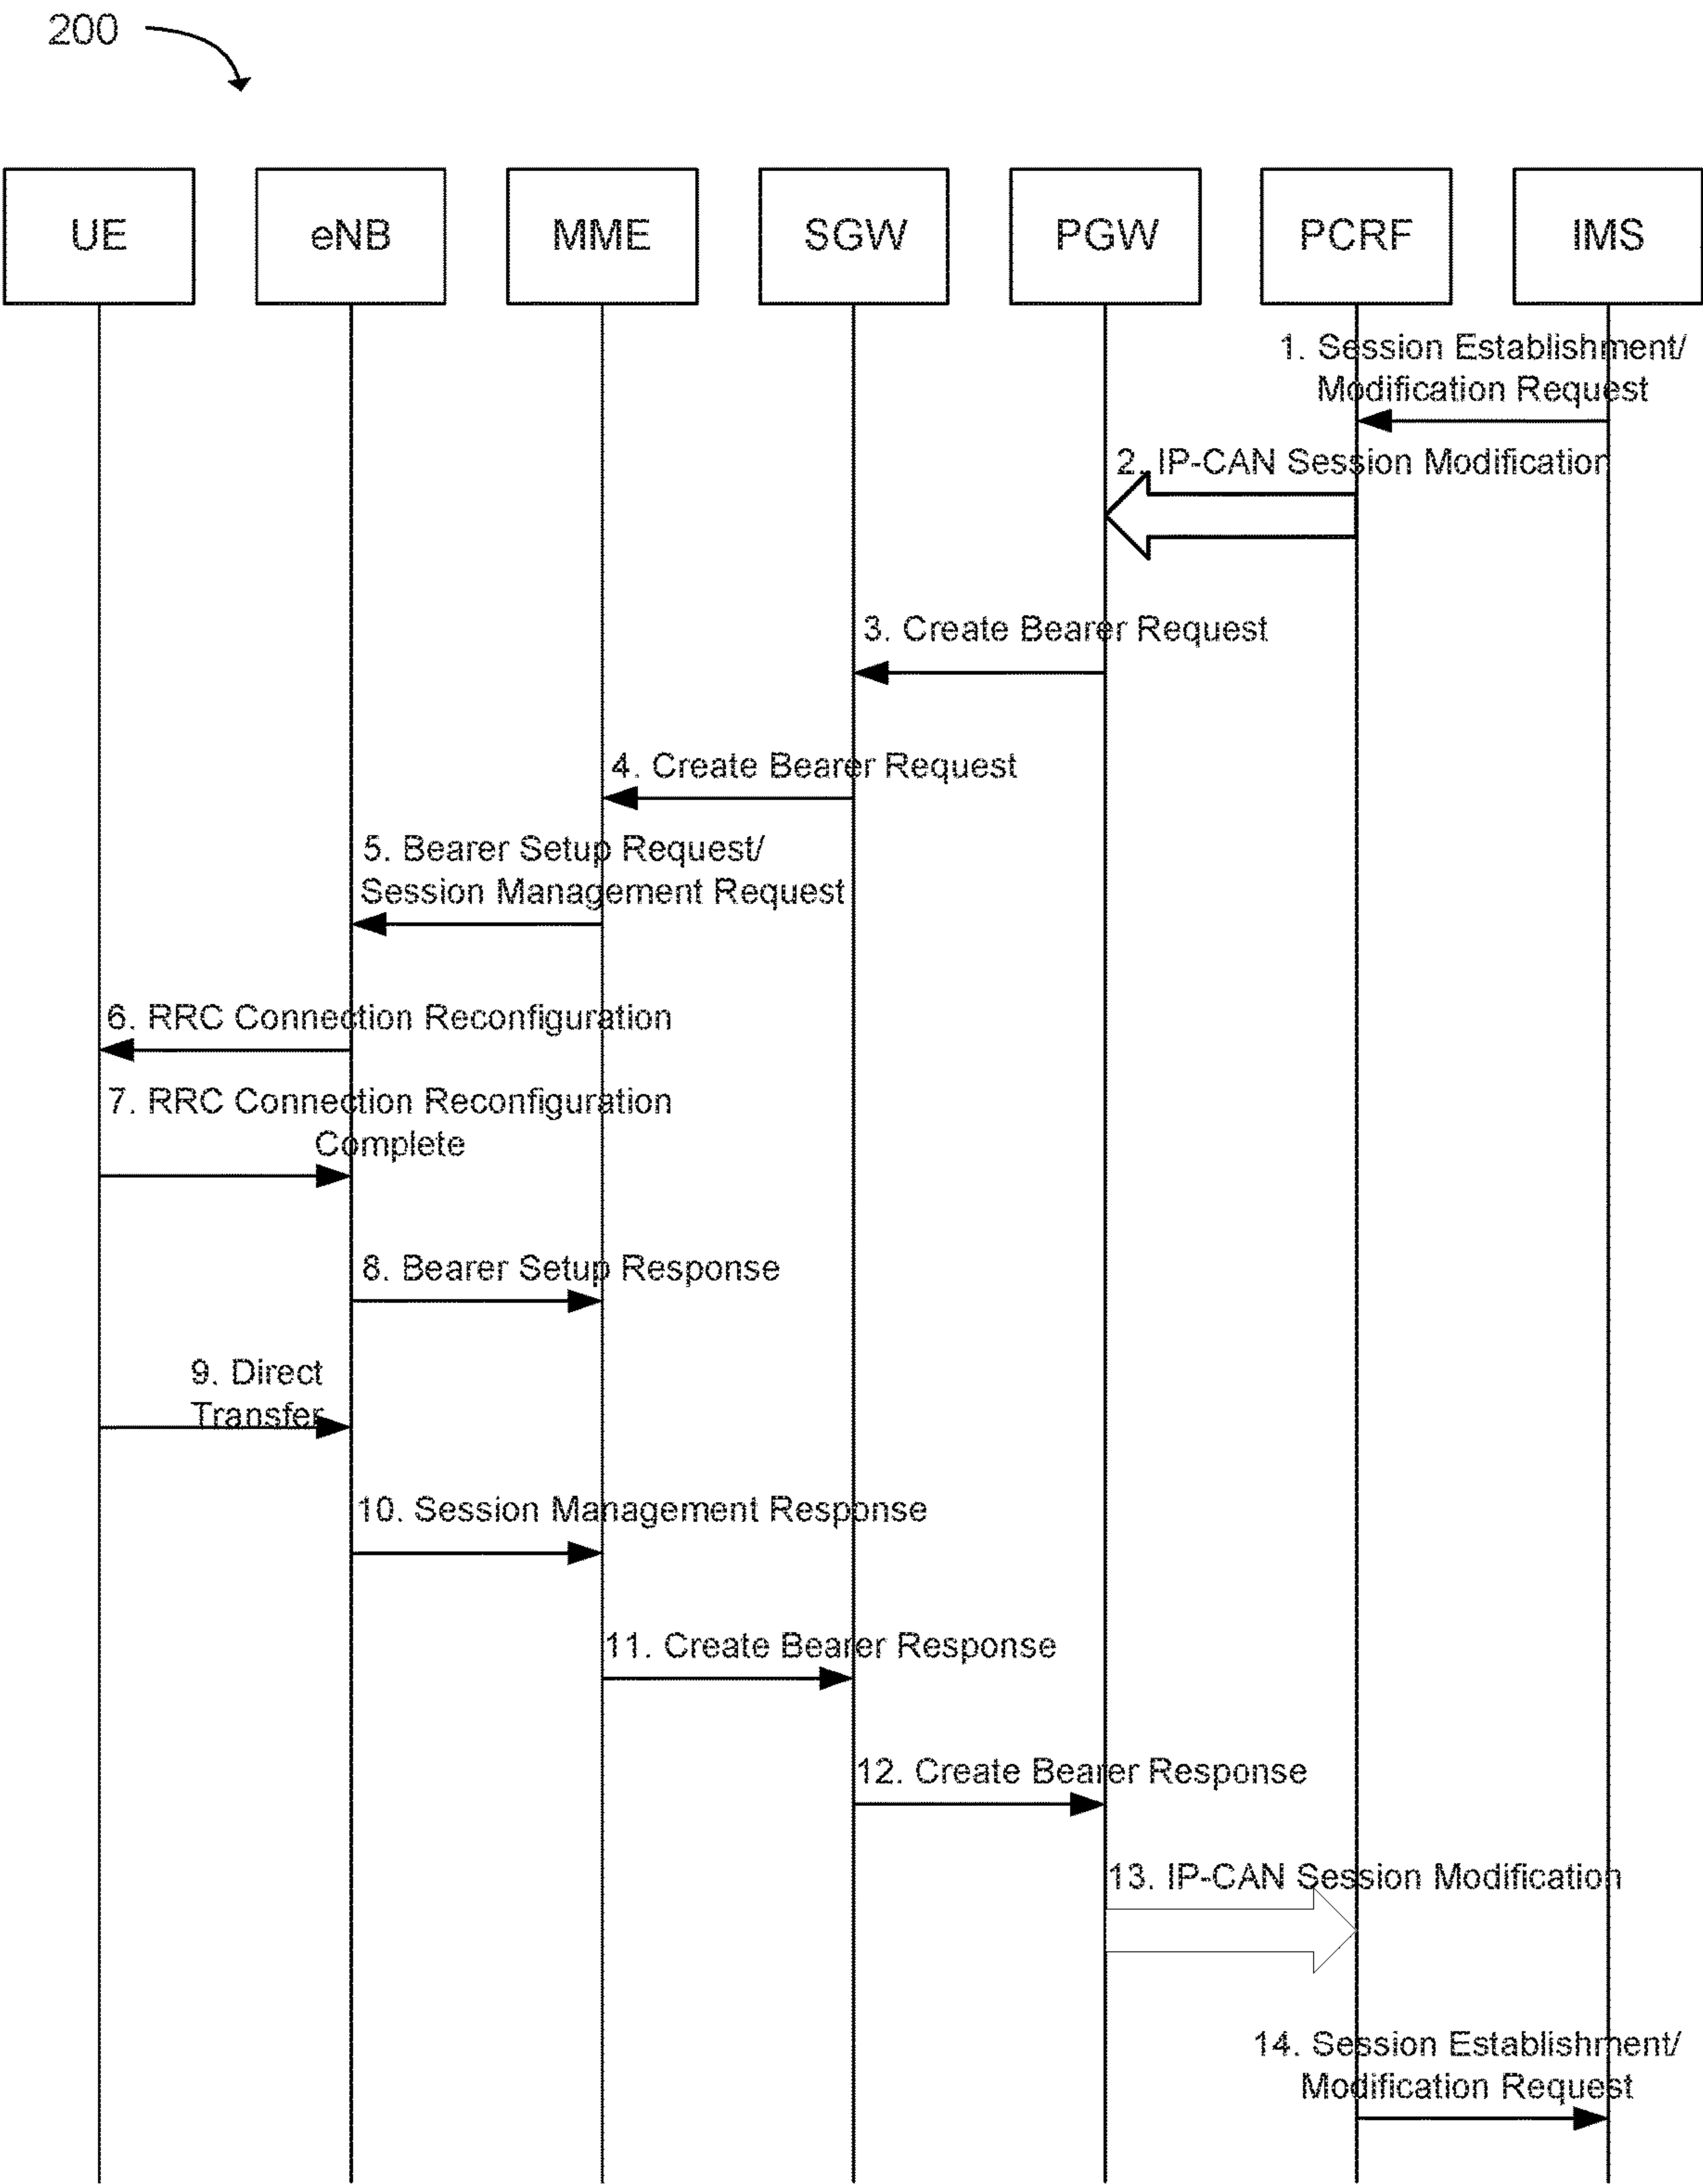 200
UE
eNB
MME
SGW
PGW
PCRF
IMS
1. Session Establishment/
Modification Request
2. IP-CAN Session Modification
3. Create Bearer Request
4. Create Bearer Request
5. Bearer Setup Request/
Session Management Request
6. RRC Connection Reconfiguration
7. RRC Connection Reconfiguration
Complete
8. Bearer Setup Response
9. Direct
Transfer
10. Session Management Response
11. Create Bearer Response
12. Create Bearer Response
13. IP-CAN Session Modification
14. Session Establishment/
Modification Request